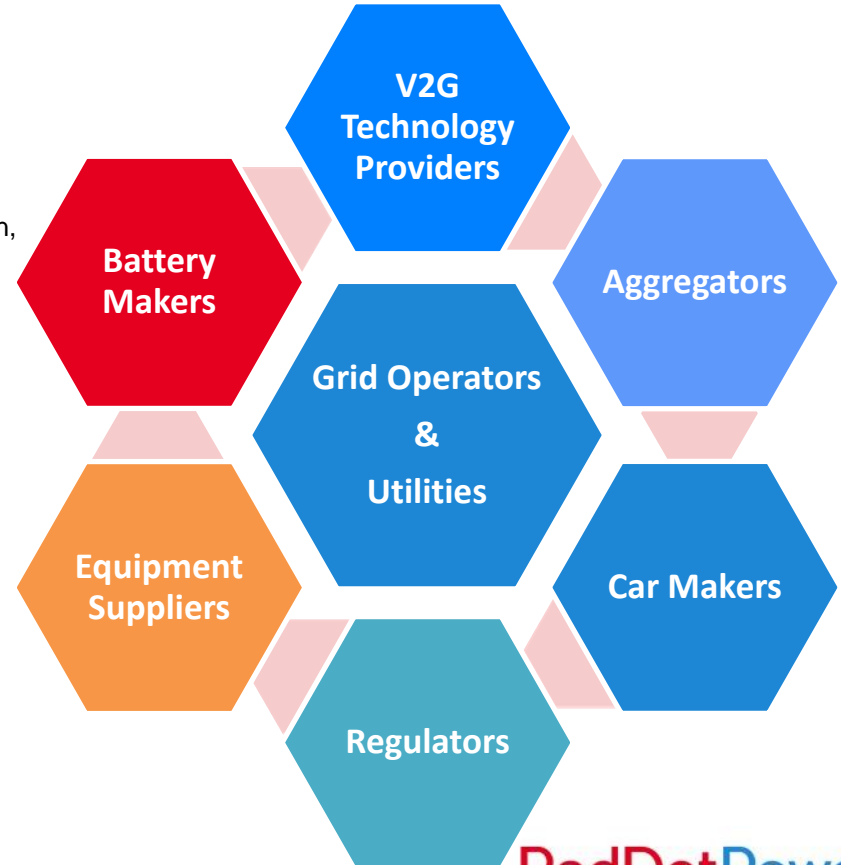 V2G
Technology
Providers
n,
Battery
Makers
Aggregators
Grid Operators
&
Utilities
Equipment
Suppliers
Car Makers
Regulators